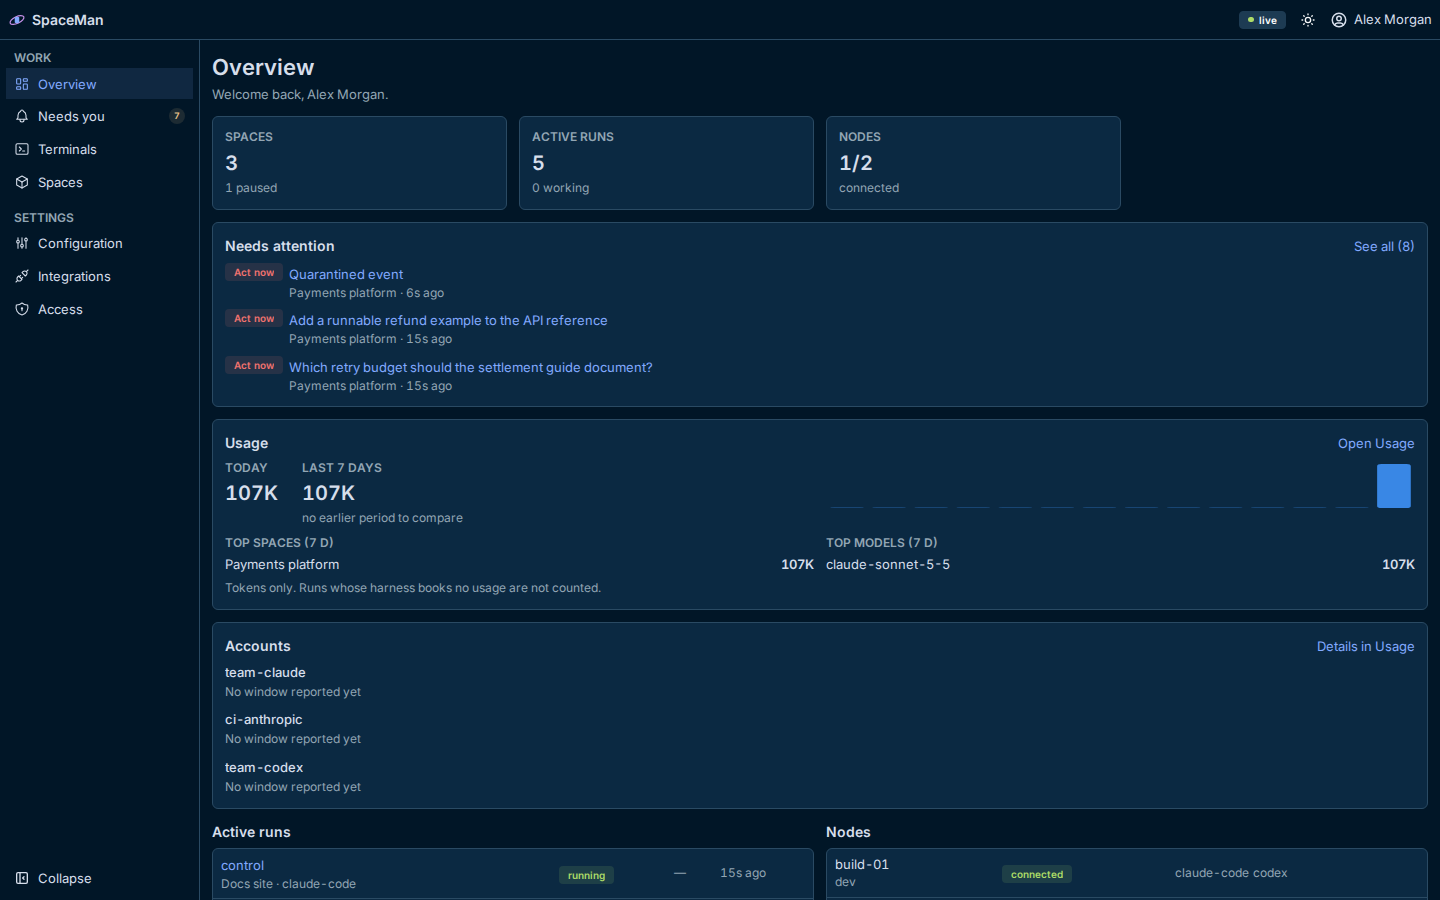 SpaceMan
live
Alex Morgan
WORK
Overview
Needs you
7
Terminals
Spaces
SETTINGS
Configuration
Integrations
Access
Collapse
Overview
Welcome back, Alex Morgan.
SPACES
3
1 paused
ACTIVE RUNS
5
0 working
NODES
1/2
connected
Needs attention
See all (8)
Act now
Quarantined event
Payments platform · 6s ago
Act now
Add a runnable refund example to the API reference
Payments platform · 15s ago
Act now
Which retry budget should the settlement guide document?
Payments platform · 15s ago
Usage
Open Usage
TODAY
107K
LAST 7 DAYS
107K
no earlier period to compare
TOP SPACES (7 D)
Payments platform 107K
TOP MODELS (7 D)
claude-sonnet-5-5 107K
Tokens only. Runs whose harness books no usage are not counted.
Accounts
Details in Usage
team-claude
No window reported yet
ci-anthropic
No window reported yet
team-codex
No window reported yet
Active runs
control
Docs site · claude-code
running
—
15s ago
Nodes
build-01
dev
connected
claude-code codex